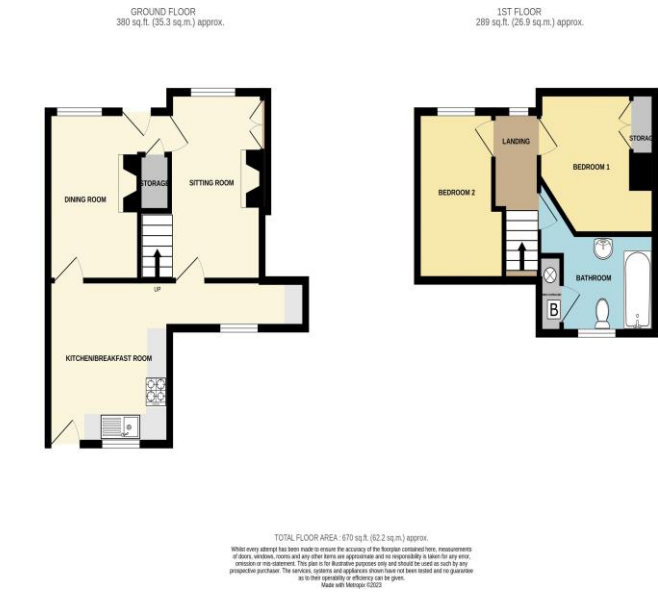 GROUND FLOOR
380 sq.ft. (35.3 sq.m.) approx.
1ST FLOOR
289 sq.ft. (26.9 sq.m.) approx.
STORAGE
SITTING ROOM
DINING ROOM
UP
KITCHEN/BREAKFAST ROOM
LANDING
STORAG
BEDROOM 1
BEDROOM 2
BATHROOM
B
TOTAL FLOOR AREA : 670 sq.ft. (62.2 sq.m.) approx.
Whilst every attempt has been made to ensure the accuracy of the floorplan contained here, measurements
of doors, windows, rooms and any other items are approximate and no responsibility is taken for any error,
omission or mis-statement. This plan is for illustrative purposes only and should be used as such by any
prospective purchaser. The services, systems and appliances shown have not been tested and no guarantee
as to their operability or efficiency can be given.
Made with Metropix ©2023